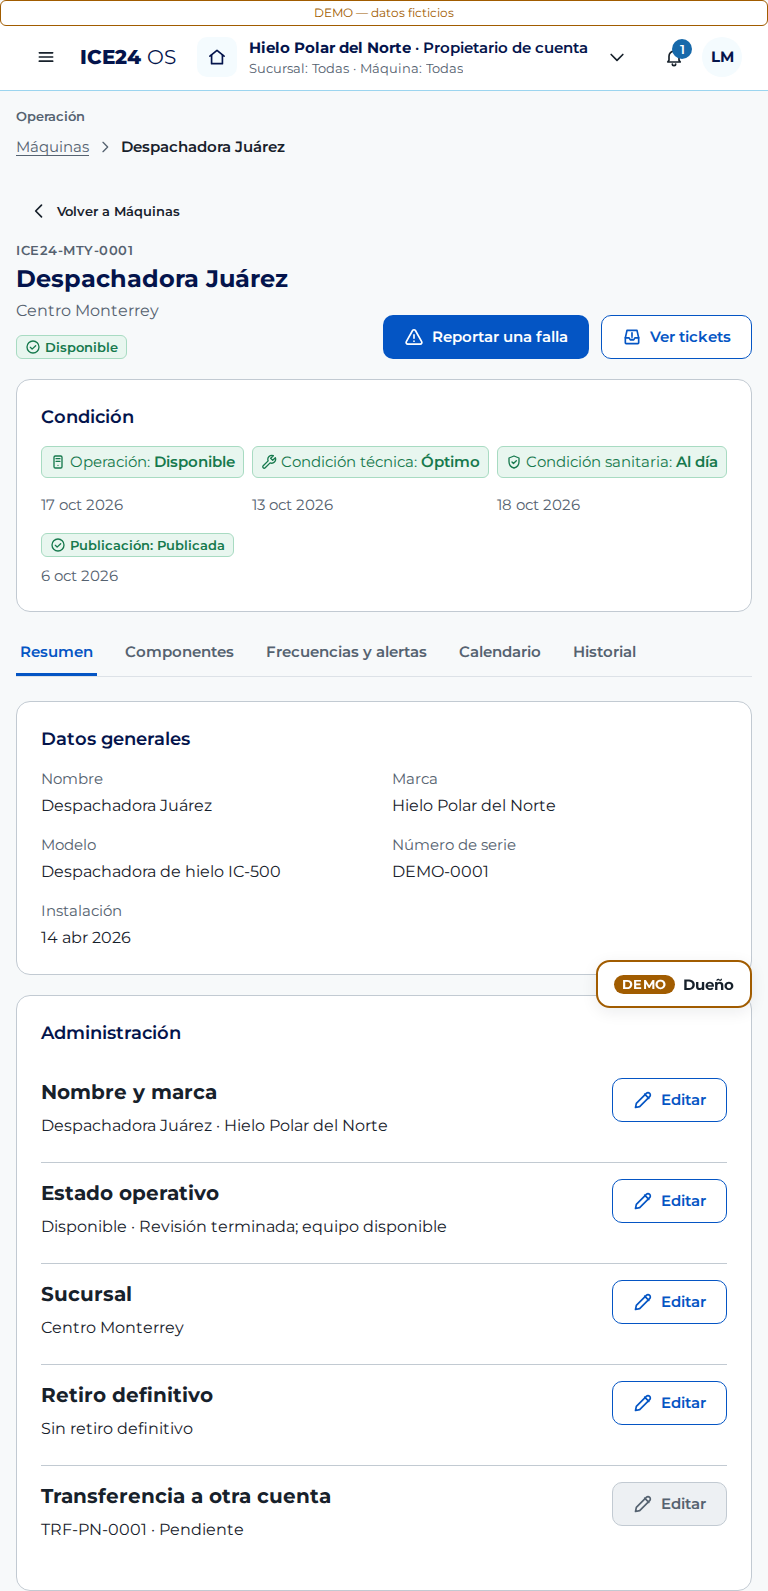 DEMO — datos ficticios
ICE24 OS
Hielo Polar del Norte · Propietario de cuenta
Sucursal: Todas · Máquina: Todas
1
LM
Operación
Máquinas > Despachadora Juárez
Volver a Máquinas
ICE24-MTY-0001
Despachadora Juárez
Centro Monterrey
Disponible
Reportar una falla
Ver tickets
Condición
Operación: Disponible
Condición técnica: Óptimo
Condición sanitaria: Al día
17 oct 2026
13 oct 2026
18 oct 2026
Publicación: Publicada
6 oct 2026
Resumen
Componentes
Frecuencias y alertas
Calendario
Historial
Datos generales
Nombre
Despachadora Juárez
Marca
Hielo Polar del Norte
Modelo
Despachadora de hielo IC-500
Número de serie
DEMO-0001
Instalación
14 abr 2026
DEMO Dueño
Administración
Nombre y marca
Despachadora Juárez · Hielo Polar del Norte
Editar
Estado operativo
Disponible · Revisión terminada; equipo disponible
Editar
Sucursal
Centro Monterrey
Editar
Retiro definitivo
Sin retiro definitivo
Editar
Transferencia a otra cuenta
TRF-PN-0001 · Pendiente
Editar